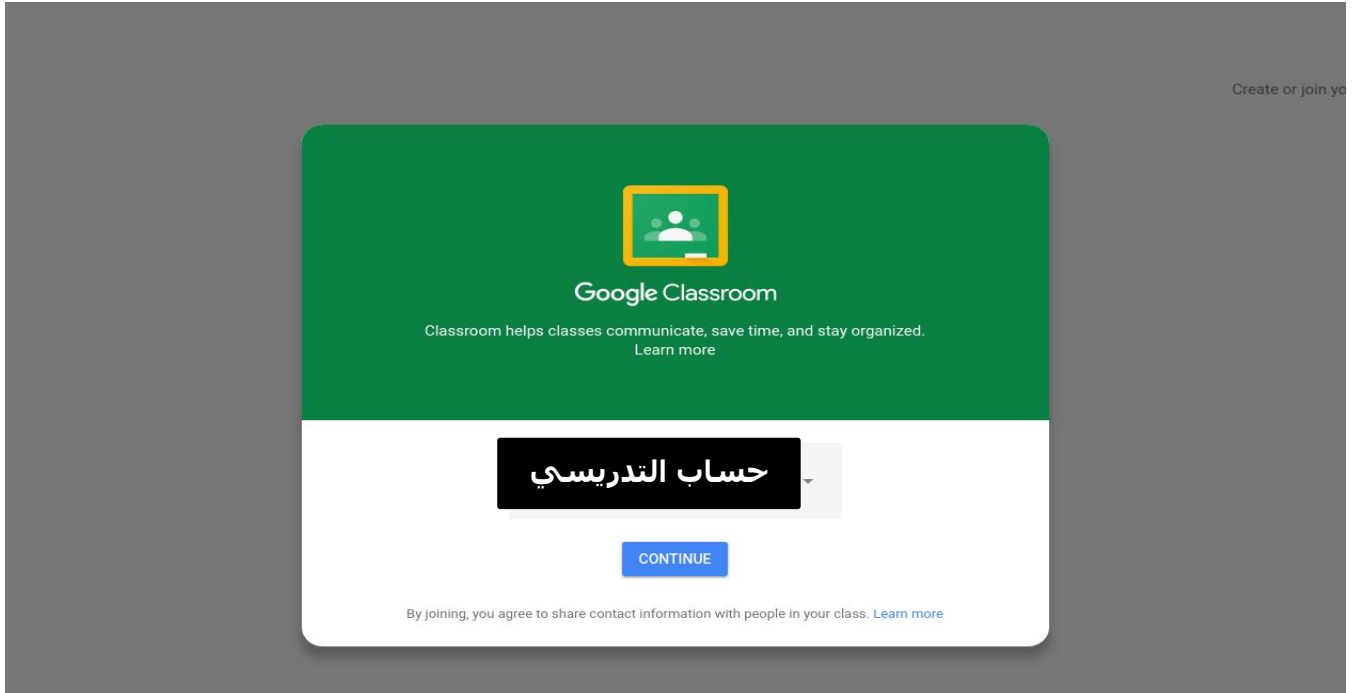 Create or join yo
Google Classroom
Classroom helps classes communicate, save time, and stay organized.
Learn more
حساب التدريسي
CONTINUE
By joining, you agree to share contact information with people in your class. Learn more